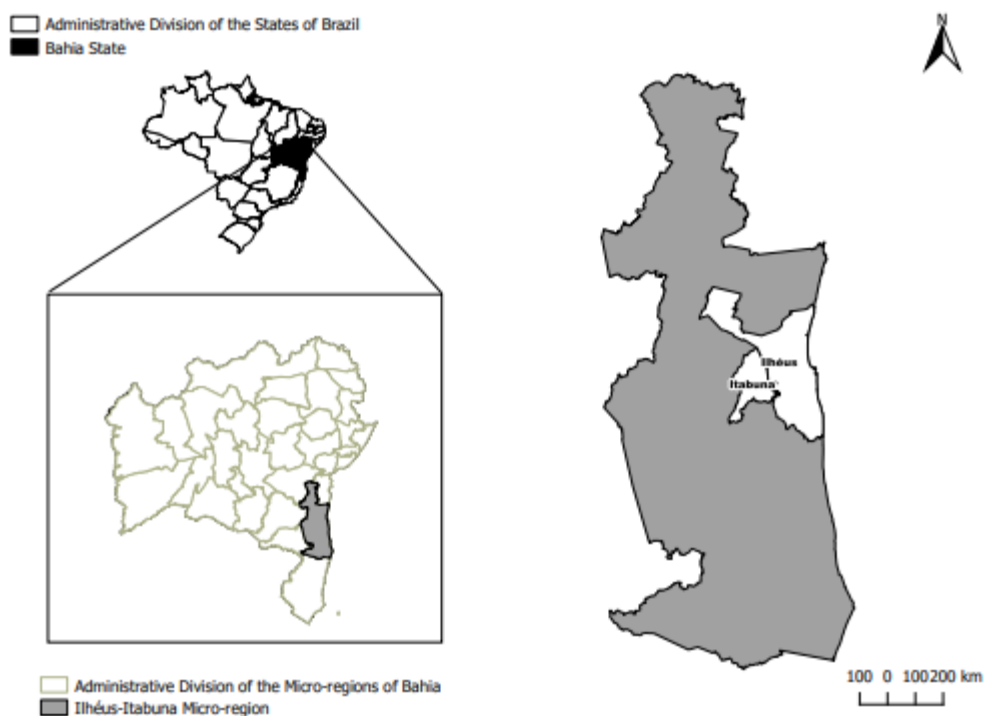 Administrative Division of the States of Brazil
Bahia State
N
Ilhéus
Itabuna
100 0 100200 km
Administrative Division of the Micro-regions of Bahia
Ilhéus-Itabuna Micro-region